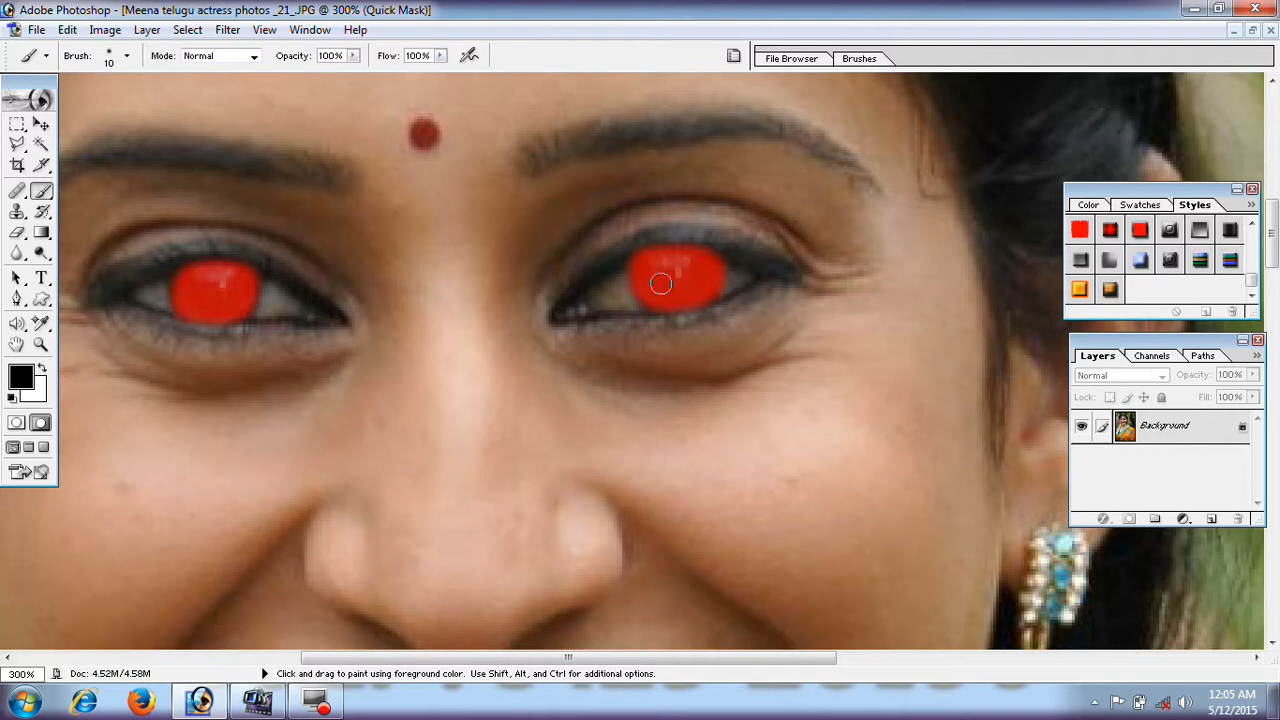 Adobe Photoshop - [Meena telugu actress photos _21_JPG @ 300% (Quick Mask)]
File Edit Image Layer Select Filter View Window Help
Brush: 10 Mode: Normal Opacity: 100% Flow: 100% File Browser Brushes
Color Swatches Styles
Layers Channels Paths
Normal Opacity: 100%
Lock: Fill: 100%
Background
300% Doc: 4.52M/4.58M Click and drag to paint using foreground color. Use Shift, Alt, and Ctrl for additional options.
12:05 AM
5/12/2015